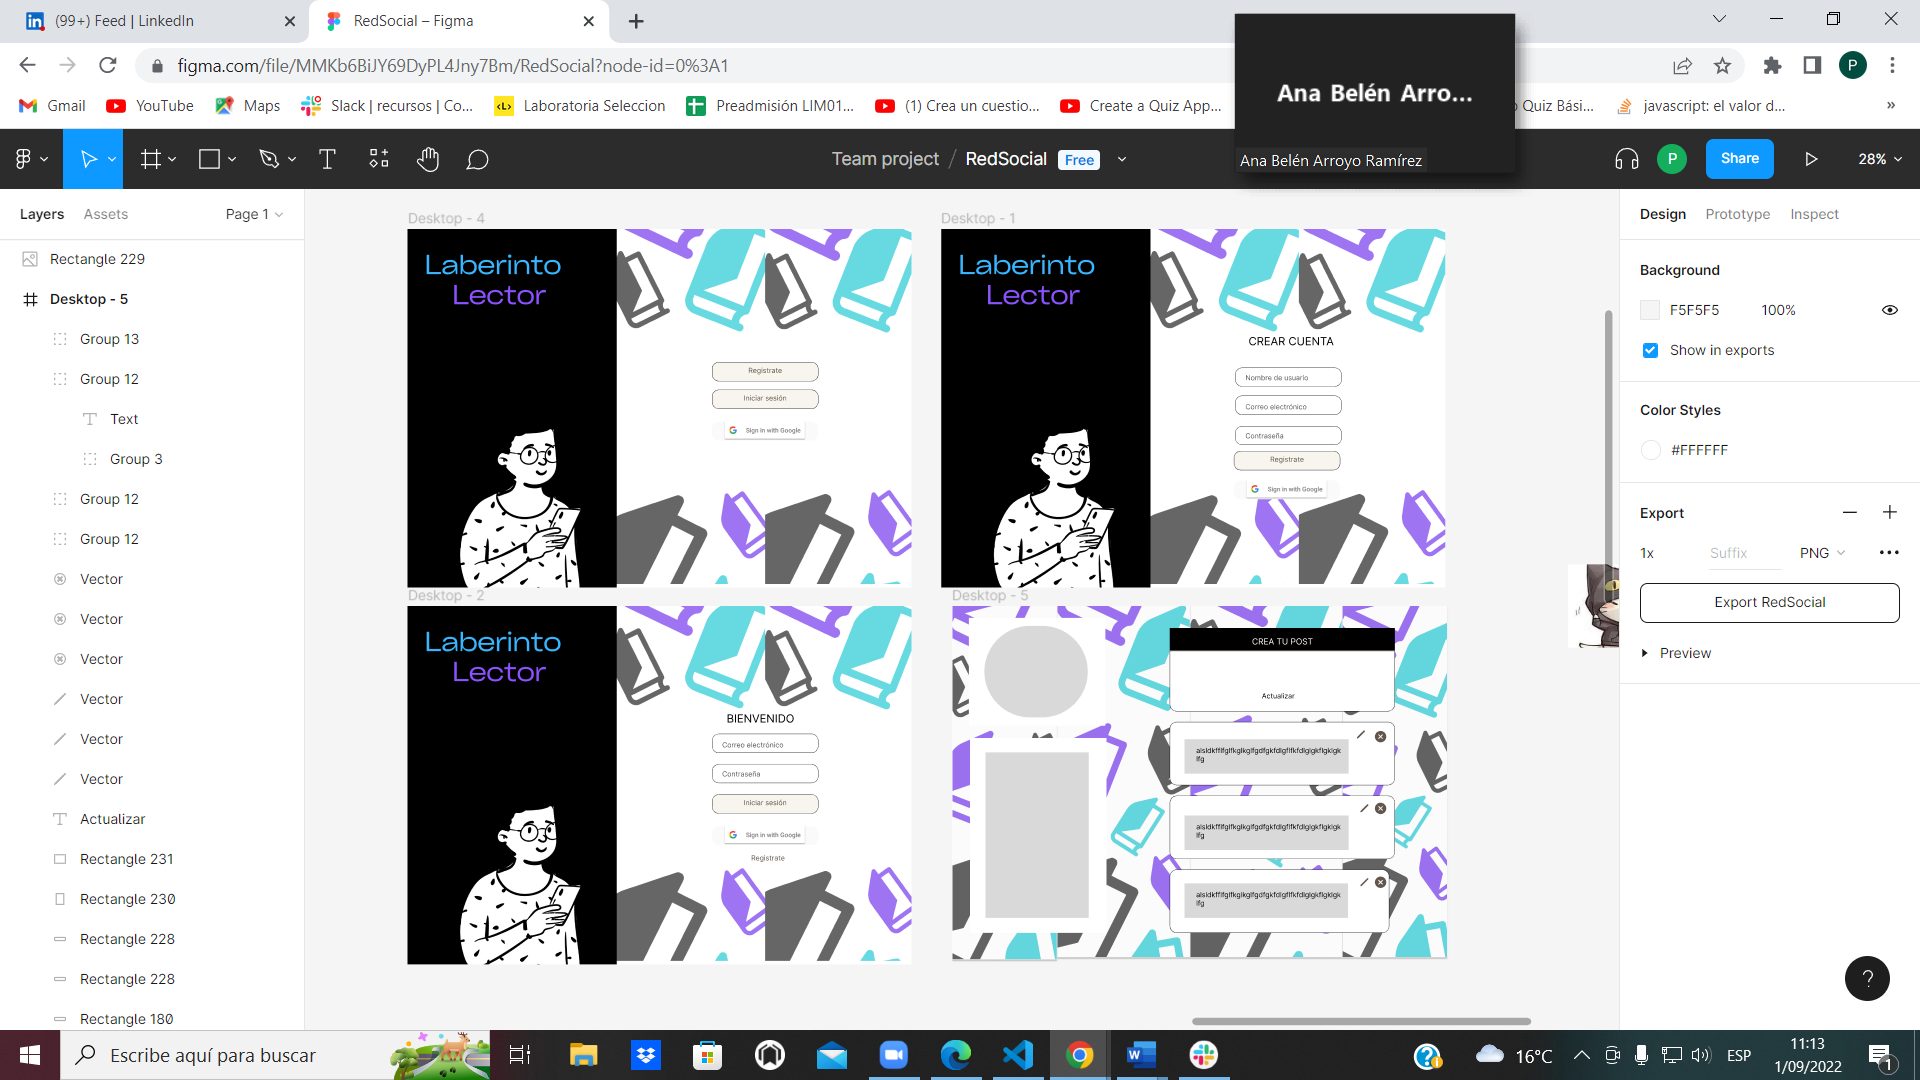 (99+) Feed | LinkedIn
RedSocial – Figma
figma.com/file/MMKb6BiJY69DyPL4Jny7Bm/RedSocial?node-id=0%3A1
P
Gmail
YouTube
Maps
Slack | recursos | Co...
Laboratoria Seleccion
Preadmisión LIM01...
(1) Crea un cuestio...
Create a Quiz App...
Quiz Bási...
javascript: el valor d...
»
Ana Belén Arro...
Ana Belén Arroyo Ramírez
Team project / RedSocial Free
P
Share
28%
Layers
Assets
Page 1
Rectangle 229
Desktop - 5
Group 13
Group 12
Text
Group 3
Group 12
Group 12
Vector
Vector
Vector
Vector
Vector
Vector
Actualizar
Rectangle 231
Rectangle 230
Rectangle 228
Rectangle 228
Rectangle 180
Desktop - 4
Laberinto
Lector
Registrate
Iniciar sesión
Sign in with Google
Desktop - 1
Laberinto
Lector
CREAR CUENTA
Nombre de usuario
Correo electrónico
Contraseña
Registrate
Sign in with Google
Desktop - 2
Laberinto
Lector
BIENVENIDO
Correo electrónico
Contraseña
Iniciar sesión
Sign in with Google
Registrate
Desktop - 5
CREA TU POST
Actualizar
Design
Prototype
Inspect
Background
F5F5F5
100%
Show in exports
Color Styles
#FFFFFF
Export
1x
Suffix
PNG
Export RedSocial
Preview
?
Escribe aquí para buscar
16°C
ESP
11:13
1/09/2022
1